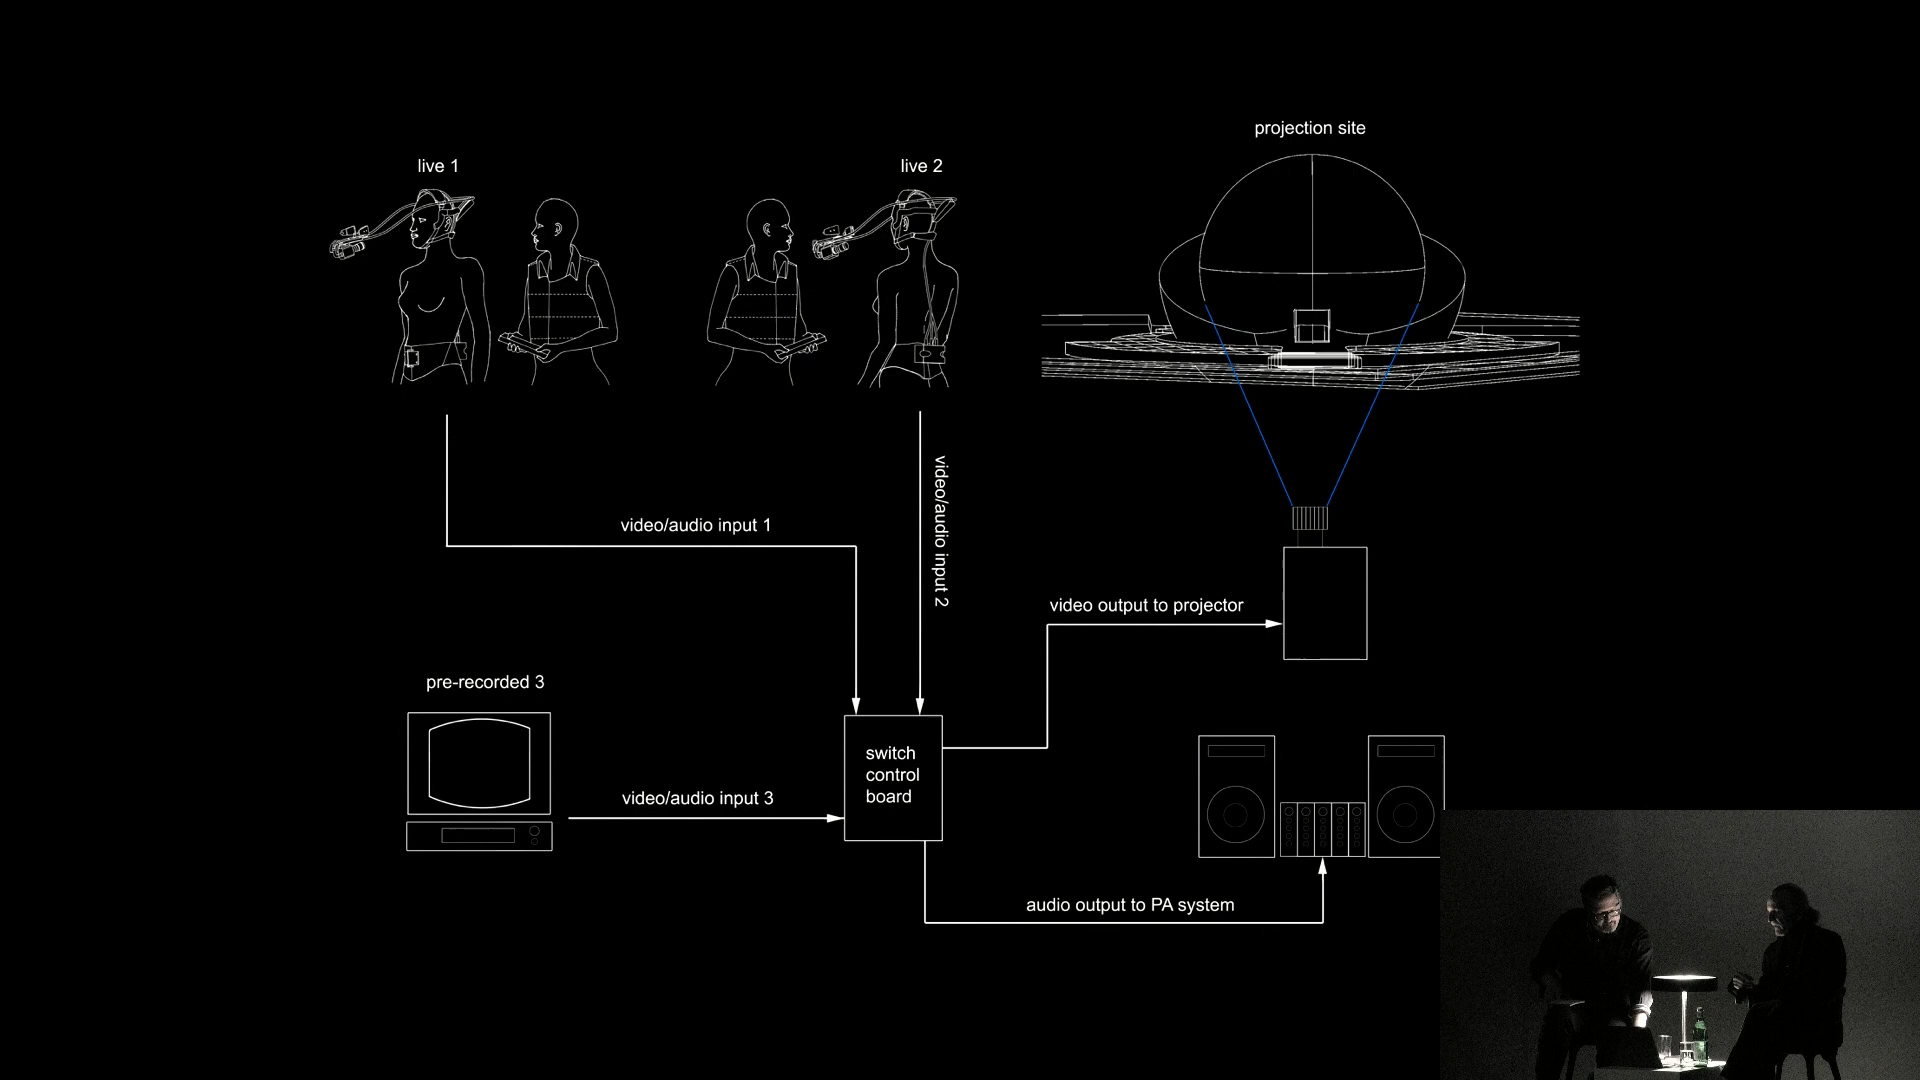 projection site
live 1
live 2
video/audio input 1
video/audio input 2
video output to projector
pre-recorded 3
switch
control
board
video/audio input 3
audio output to PA system